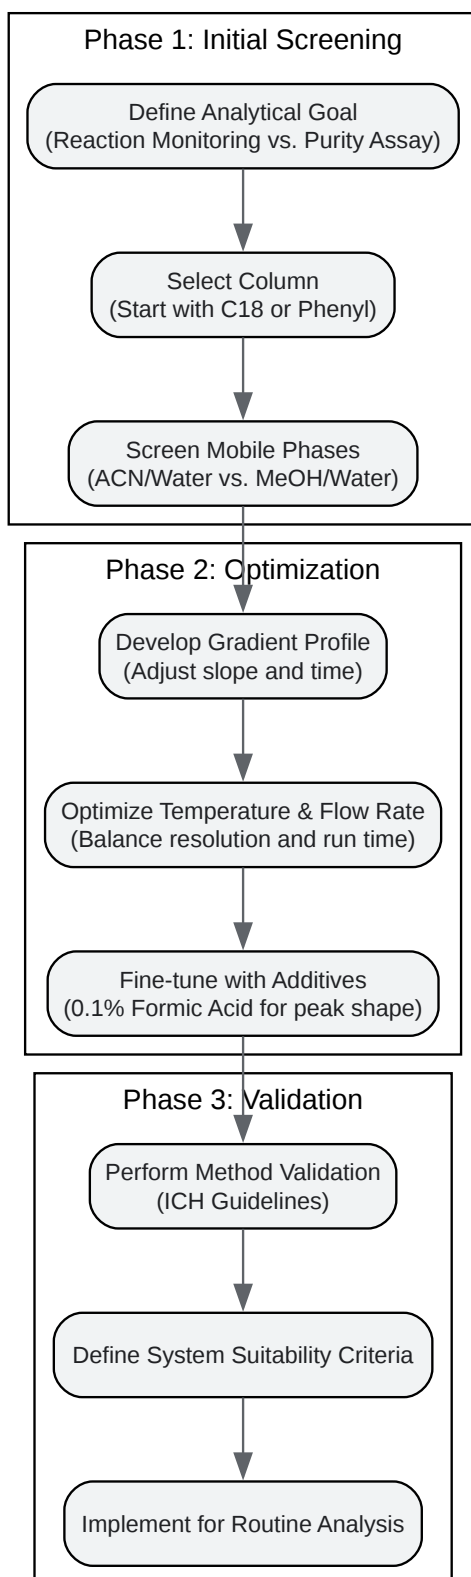 Phase 1: Initial Screening
Define Analytical Goal
(Reaction Monitoring vs. Purity Assay)
Select Column
(Start with C18 or Phenyl)
Screen Mobile Phases
(ACN/Water vs. MeOH/Water)
Phase 2: Optimization
Develop Gradient Profile
(Adjust slope and time)
Optimize Temperature & Flow Rate
(Balance resolution and run time)
Fine-tune with Additives
(0.1% Formic Acid for peak shape)
Phase 3: Validation
Perform Method Validation
(ICH Guidelines)
Define System Suitability Criteria
Implement for Routine Analysis